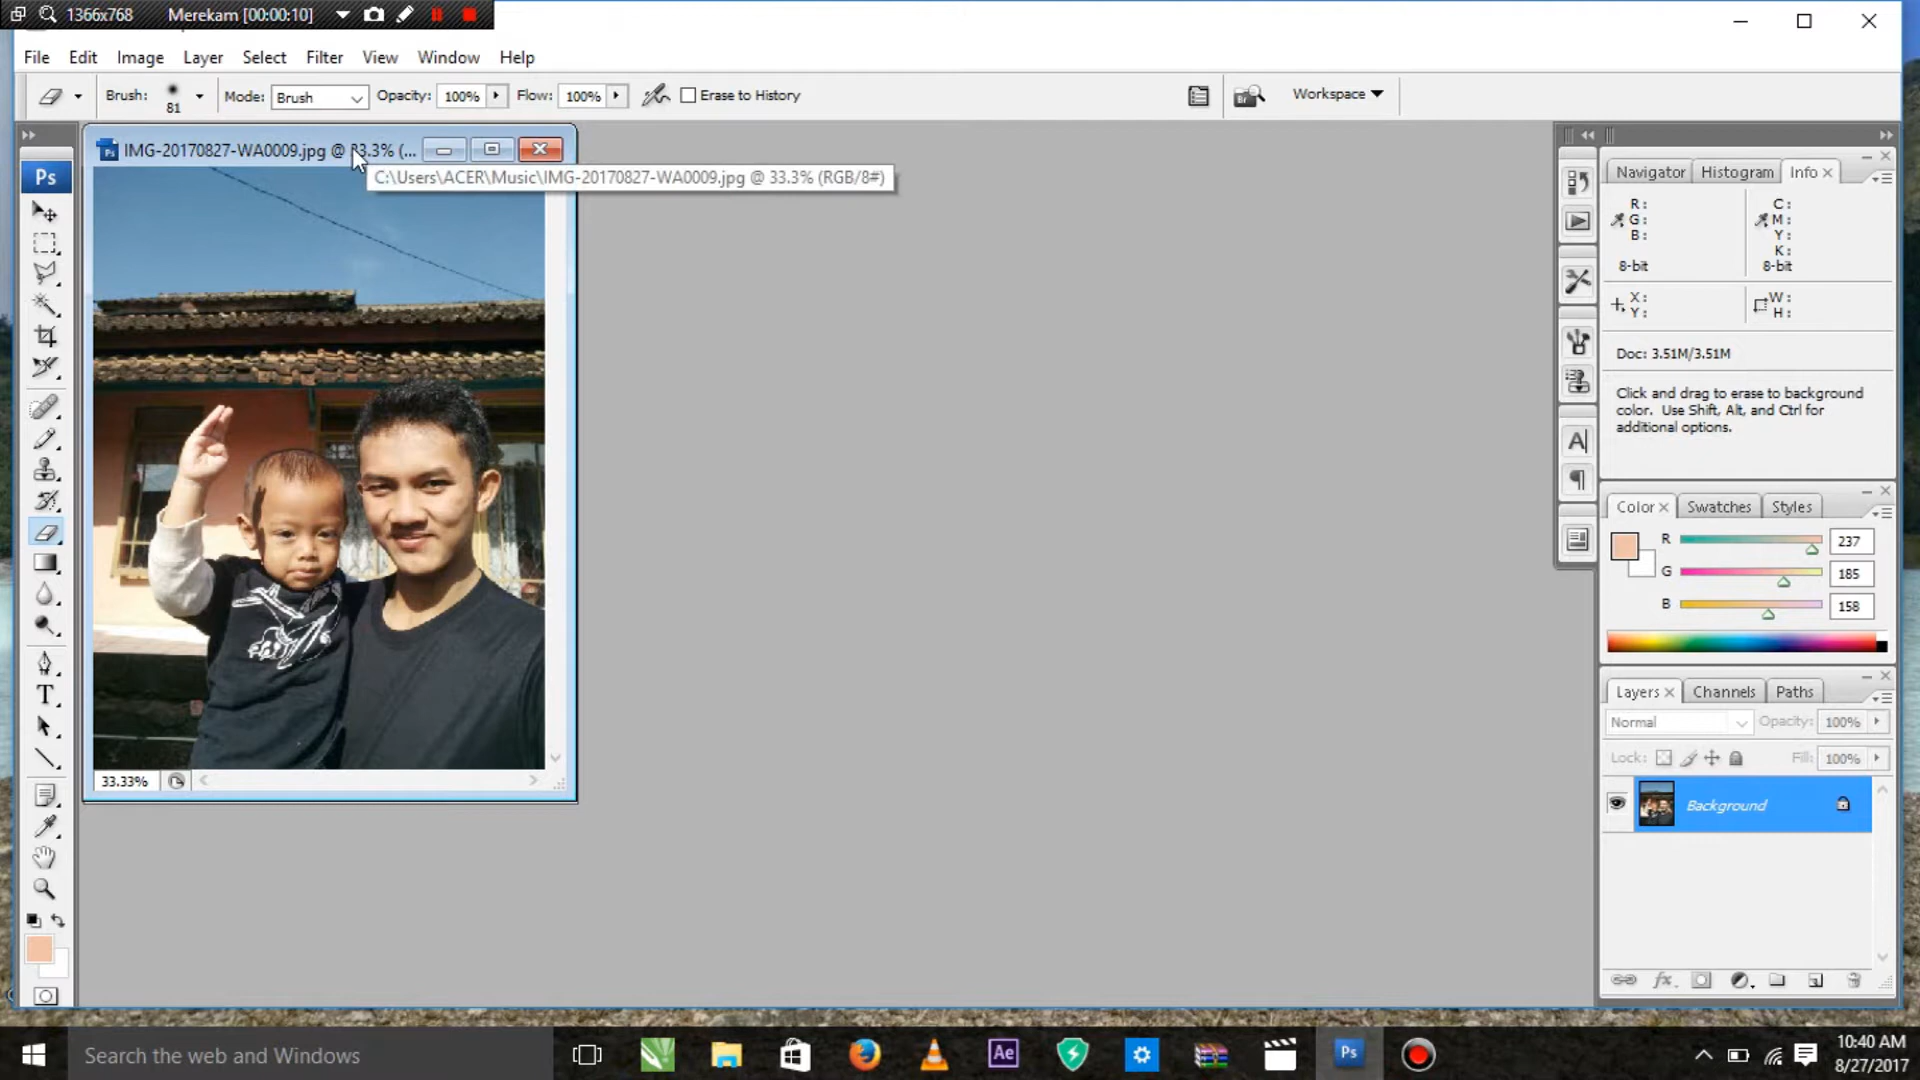 1366x768 Merekam [00:00:10]
File Edit Image Layer Select Filter View Window Help
Brush: 81 Mode: Brush Opacity: 100% Flow: 100% Erase to History Workspace
IMG-20170827-WA0009.jpg @ 33.3% (...
C:\Users\ACER\Music\IMG-20170827-WA0009.jpg @ 33.3% (RGB/8#)
Ps
T
33.33%
A
Navigator Histogram Info
R: C:
G: M:
B: Y:
K:
8-bit 8-bit
X: W:
Y: H:
Doc: 3.51M/3.51M
Click and drag to erase to background
color. Use Shift, Alt, and Ctrl for
additional options.
Color Swatches Styles
R 237
G 185
B 158
Layers Channels Paths
Normal Opacity: 100%
Lock: Fill: 100%
Background
fx
Search the web and Windows
Ae
Ps
10:40 AM
8/27/2017